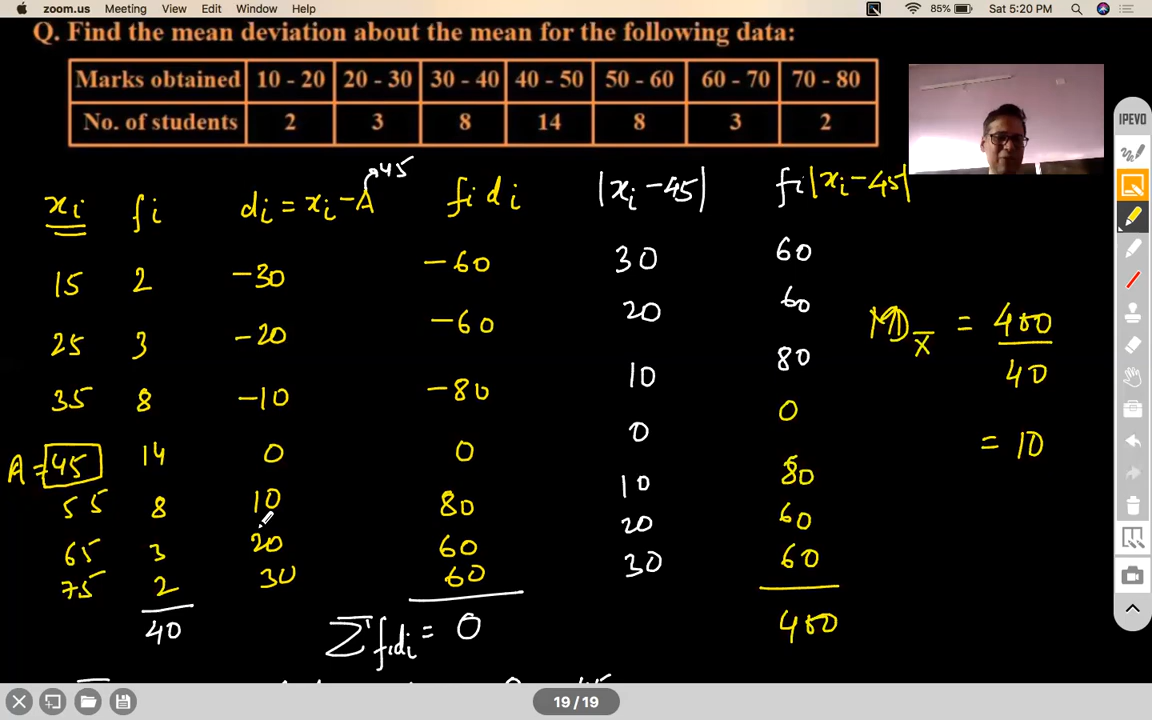 zoom.us Meeting View Edit Window Help 85% Sat 5:20 PM
Q. Find the mean deviation about the mean for the following data:
Marks obtained 10 - 20 20 - 30 30 - 40 40 - 50 50 - 60 60 - 70 70 - 80
No. of students 2 3 8 14 8 3 2
IPEVO
45
xi fi di = xi – A fi di |xi – 45| fi|xi – 45|
15 2 –30 –60 30 60
25 3 –20 –60 20 60
35 8 –10 –80 10 80
A = 45 14 0 0 0 0
55 8 10 80 10 80
65 3 20 60 20 60
75 2 30 60 30 60
40 ∑fidi = 0 400
MD x̄ = 400
40
= 10
19 / 19